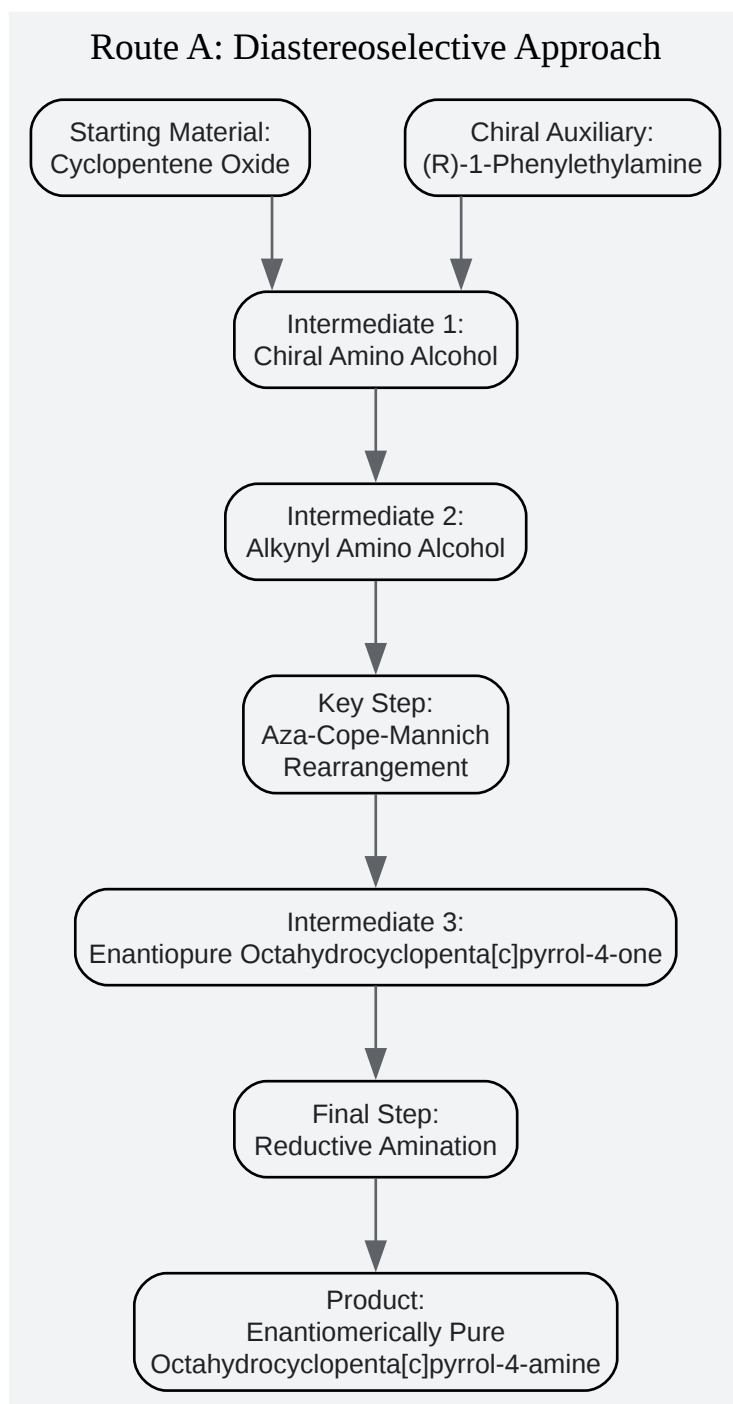 Route A: Diastereoselective Approach
Starting Material:
Cyclopentene Oxide
Chiral Auxiliary:
(R)-1-Phenylethylamine
Intermediate 1:
Chiral Amino Alcohol
Intermediate 2:
Alkynyl Amino Alcohol
Key Step:
Aza-Cope-Mannich
Rearrangement
Intermediate 3:
Enantiopure Octahydrocyclopenta[c]pyrrol-4-one
Final Step:
Reductive Amination
Product:
Enantiomerically Pure
Octahydrocyclopenta[c]pyrrol-4-amine